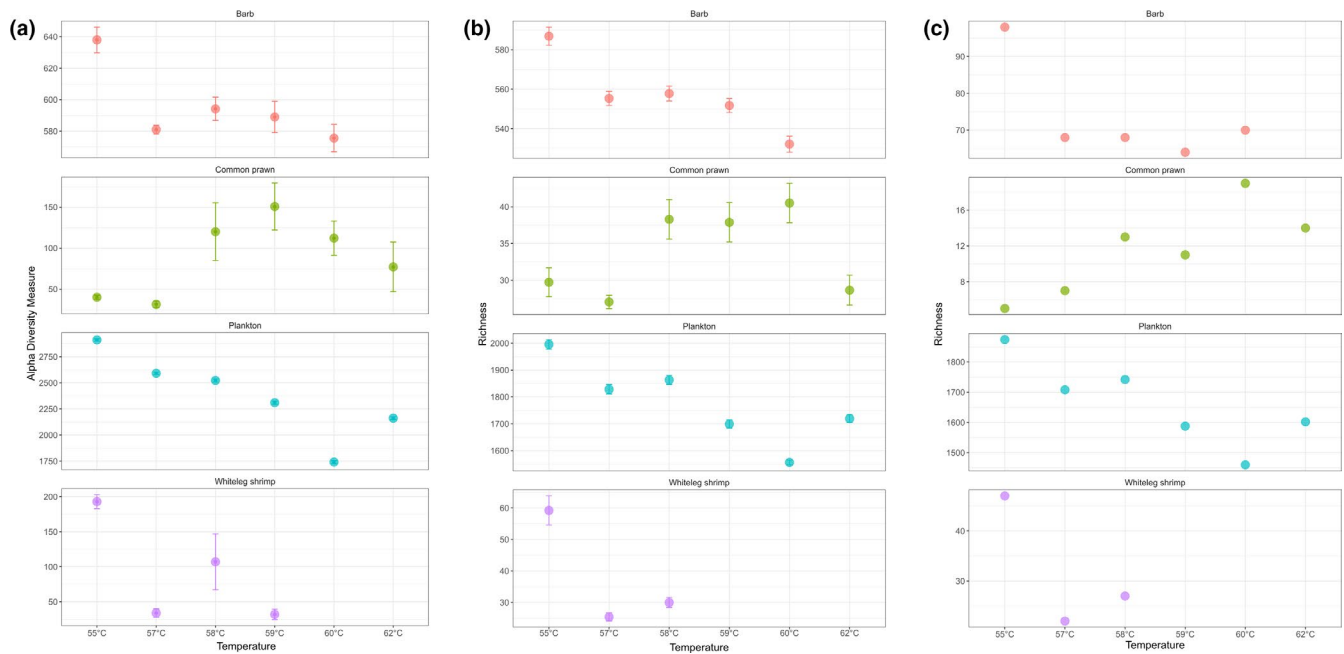 (a)
Alpha Diversity Measure
Barb
640
600
580
Common prawn
150
100
50
Plankton
2750
2500
2250
2000
1750
Whiteleg shrimp
200
150
100
50
55°C 57°C 58°C 59°C 60°C 62°C
Temperature
(b)
Richness
Barb
580
560
540
Common prawn
40
35
30
Plankton
2000
1900
1800
1700
1600
Whiteleg shrimp
60
50
40
30
55°C 57°C 58°C 59°C 60°C 62°C
Temperature
(c)
Richness
Barb
90
80
70
Common prawn
16
12
8
Plankton
1800
1700
1600
1500
Whiteleg shrimp
40
30
55°C 57°C 58°C 59°C 60°C 62°C
Temperature